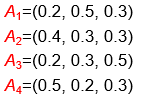 A₁=(0.2, 0.5, 0.3)
A₂=(0.4, 0.3, 0.3)
A₃=(0.2, 0.3, 0.5)
A₄=(0.5, 0.2, 0.3)